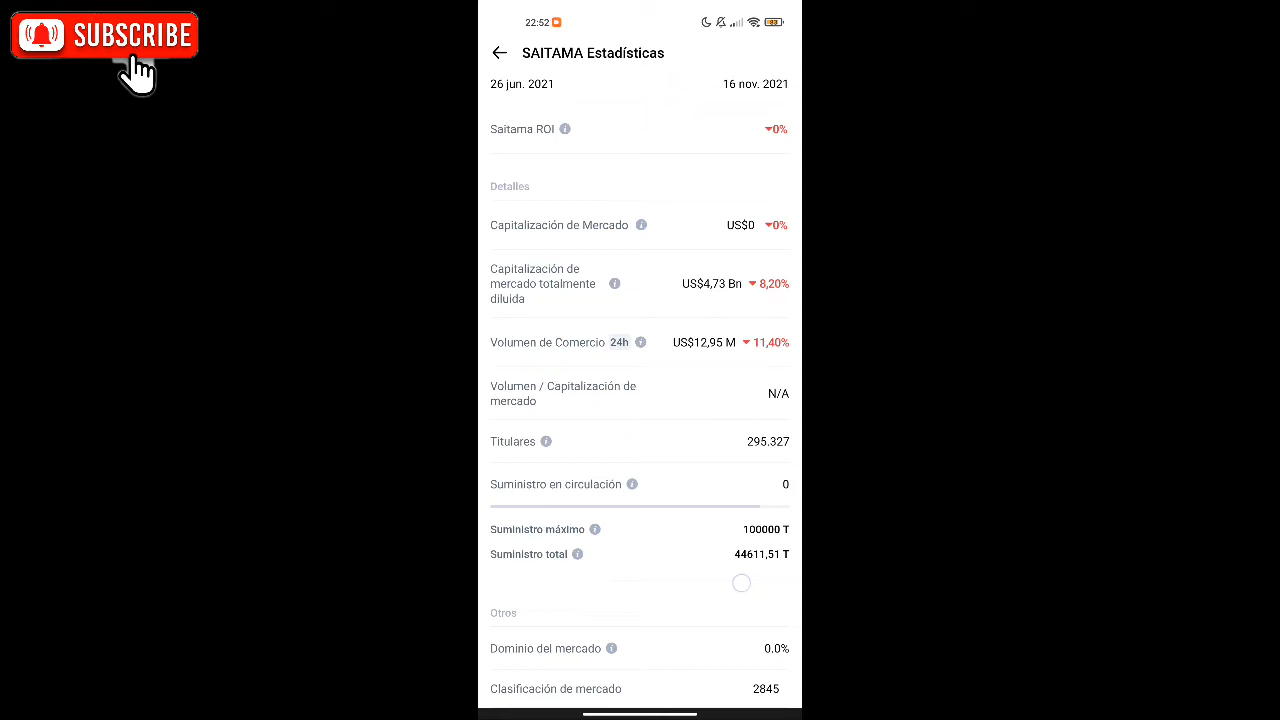 SUBSCRIBE
22:52
83
SAITAMA Estadísticas
26 jun. 2021 16 nov. 2021
Saitama ROI 0%
Detalles
Capitalización de Mercado US$0 0%
Capitalización de
mercado totalmente US$4,73 Bn 8,20%
diluida
Volumen de Comercio 24h US$12,95 M 11,40%
Volumen / Capitalización de
mercado N/A
Titulares 295.327
Suministro en circulación 0
Suministro máximo 100000 T
Suministro total 44611,51 T
Otros
Dominio del mercado 0.0%
Clasificación de mercado 2845